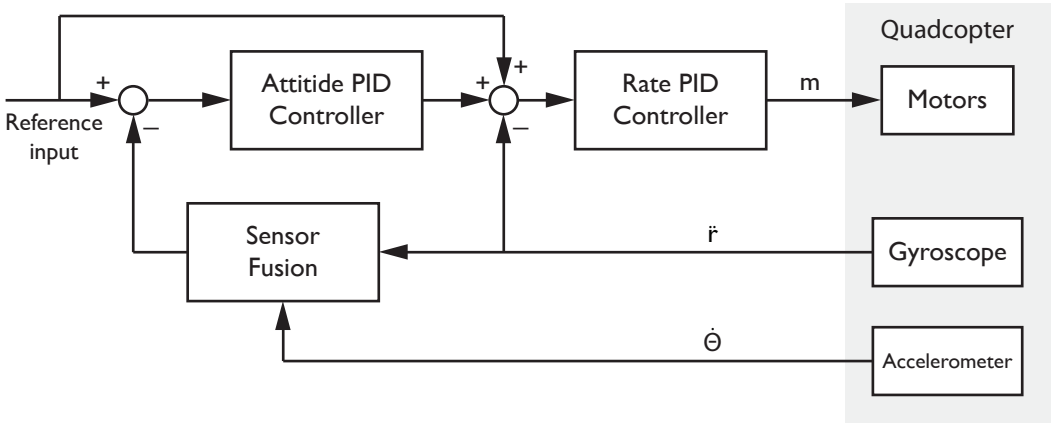 Quadcopter
+
Attitide PID
Controller
+
+
Rate PID
Controller
m
Motors
Reference
input
−
−
Sensor
Fusion
r̈
Gyroscope
Θ̇
Accelerometer